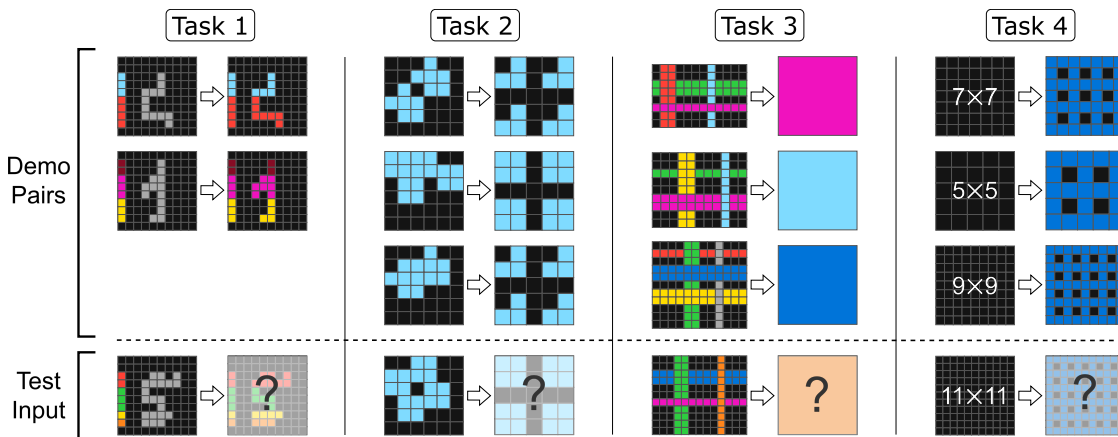 Task 1
Task 2
Task 3
Task 4
Demo
Pairs
7×7
5×5
9×9
Test
Input
?
?
?
11×11
?